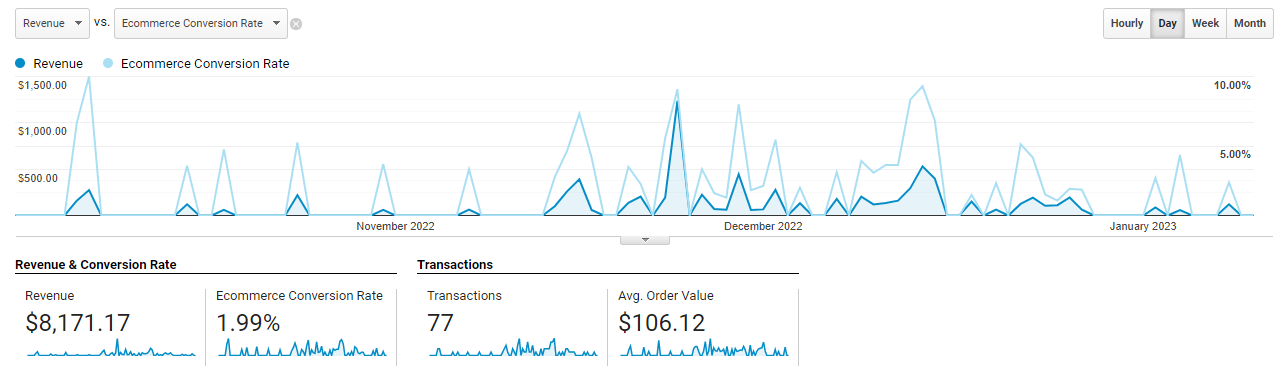 Revenue vs. Ecommerce Conversion Rate Hourly Day Week Month
Revenue Ecommerce Conversion Rate
$1,500.00 10.00%
$1,000.00
5.00%
$500.00
November 2022 December 2022 January 2023
Revenue & Conversion Rate Transactions
Revenue Ecommerce Conversion Rate Transactions Avg. Order Value
$8,171.17 1.99% 77 $106.12